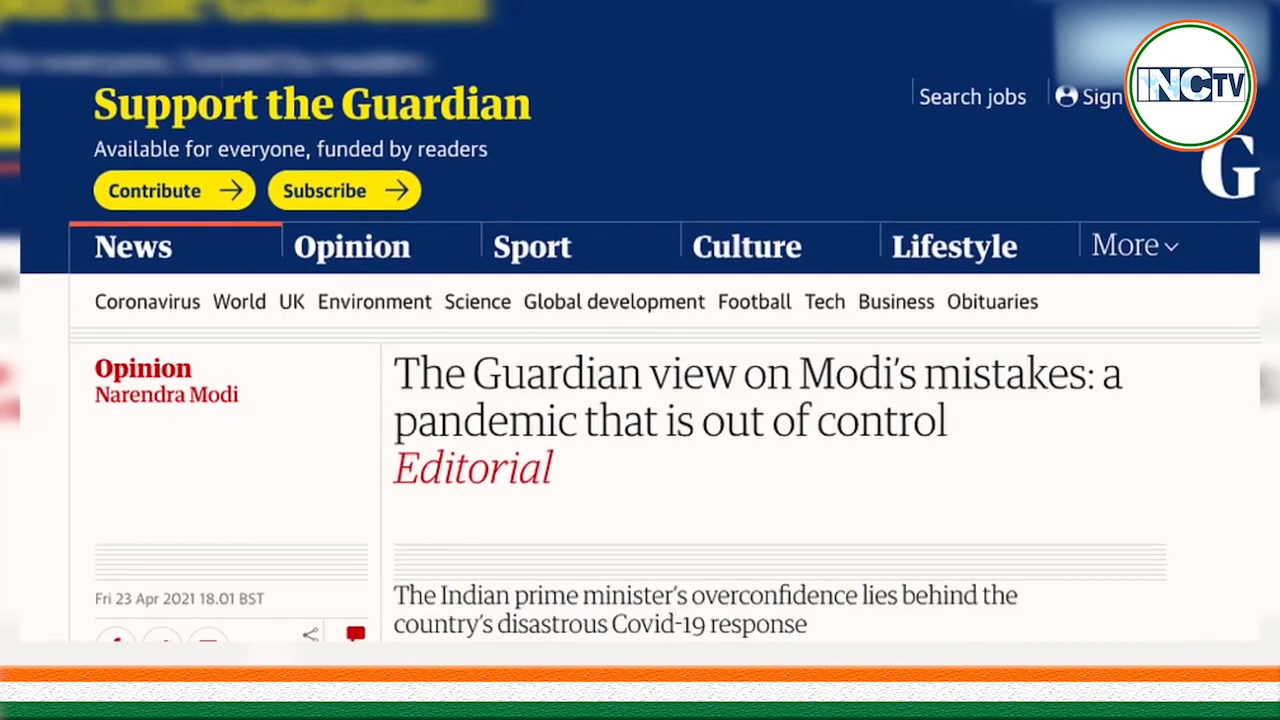 Support the Guardian
Available for everyone, funded by readers
Contribute
Subscribe
Search jobs
Sign
INC TV
G
News
Opinion
Sport
Culture
Lifestyle
More
Coronavirus World UK Environment Science Global development Football Tech Business Obituaries
Opinion
Narendra Modi
The Guardian view on Modi's mistakes: a
pandemic that is out of control
Editorial
Fri 23 Apr 2021 18.01 BST
The Indian prime minister's overconfidence lies behind the
country's disastrous Covid-19 response